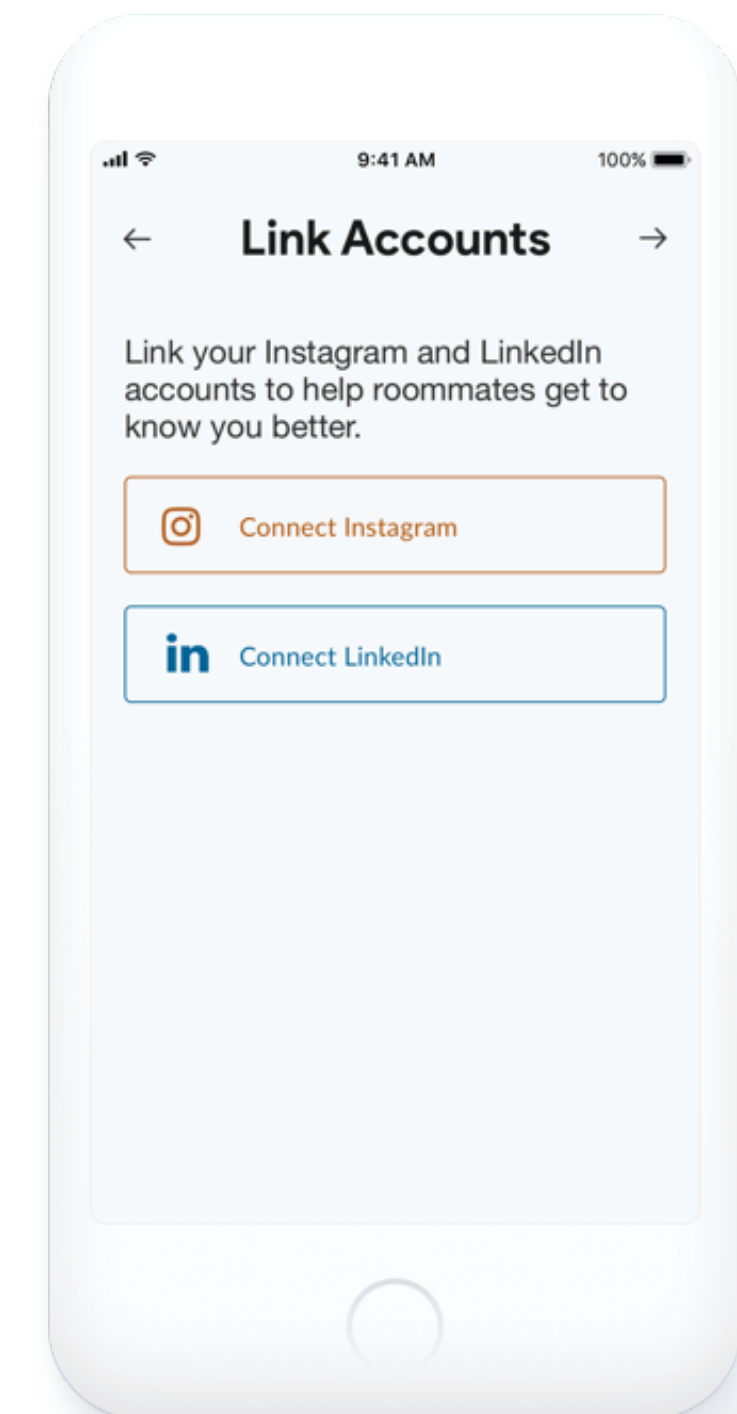 9:41 AM 100%
Link Accounts
Link your Instagram and LinkedIn
accounts to help roommates get to
know you better.
Connect Instagram
in Connect LinkedIn